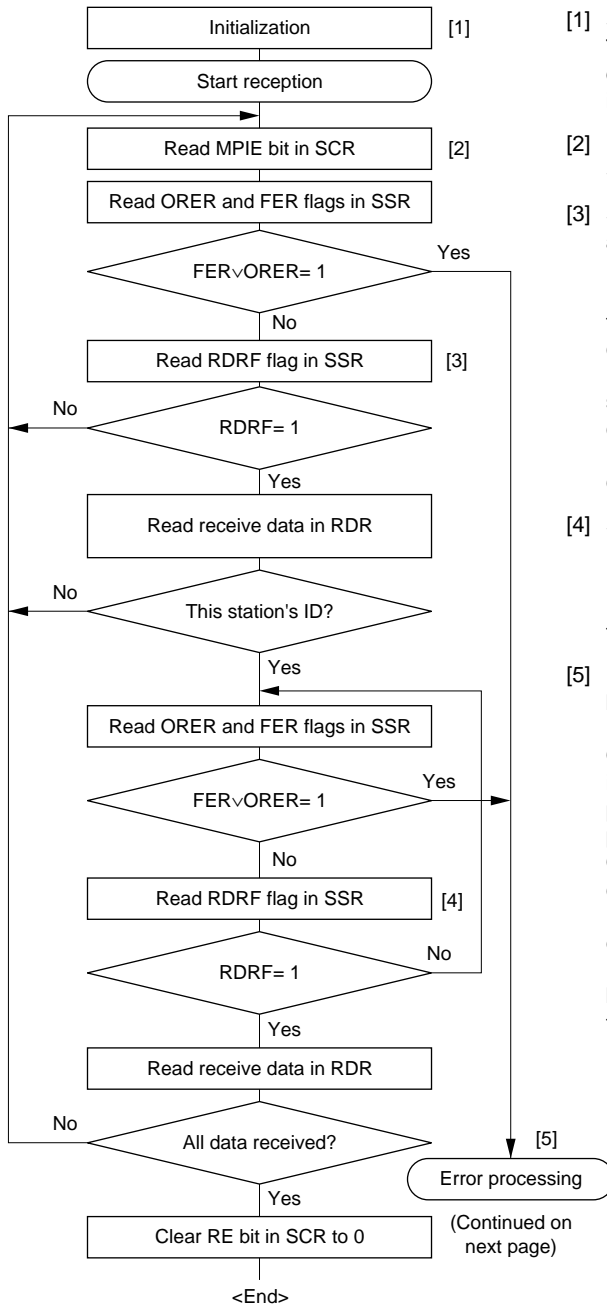 Initialization [1]
Start reception
Read MPIE bit in SCR [2]
Read ORER and FER flags in SSR
FER∨ORER= 1
Yes
No
Read RDRF flag in SSR [3]
No
RDRF= 1
Yes
Read receive data in RDR
No
This station's ID?
Yes
Read ORER and FER flags in SSR
FER∨ORER= 1
Yes
No
Read RDRF flag in SSR [4]
RDRF= 1
No
Yes
Read receive data in RDR
No
All data received?
Yes
Clear RE bit in SCR to 0
<End>
[5]
Error processing
(Continued on
next page)
[1]
[2]
[3]
[4]
[5]